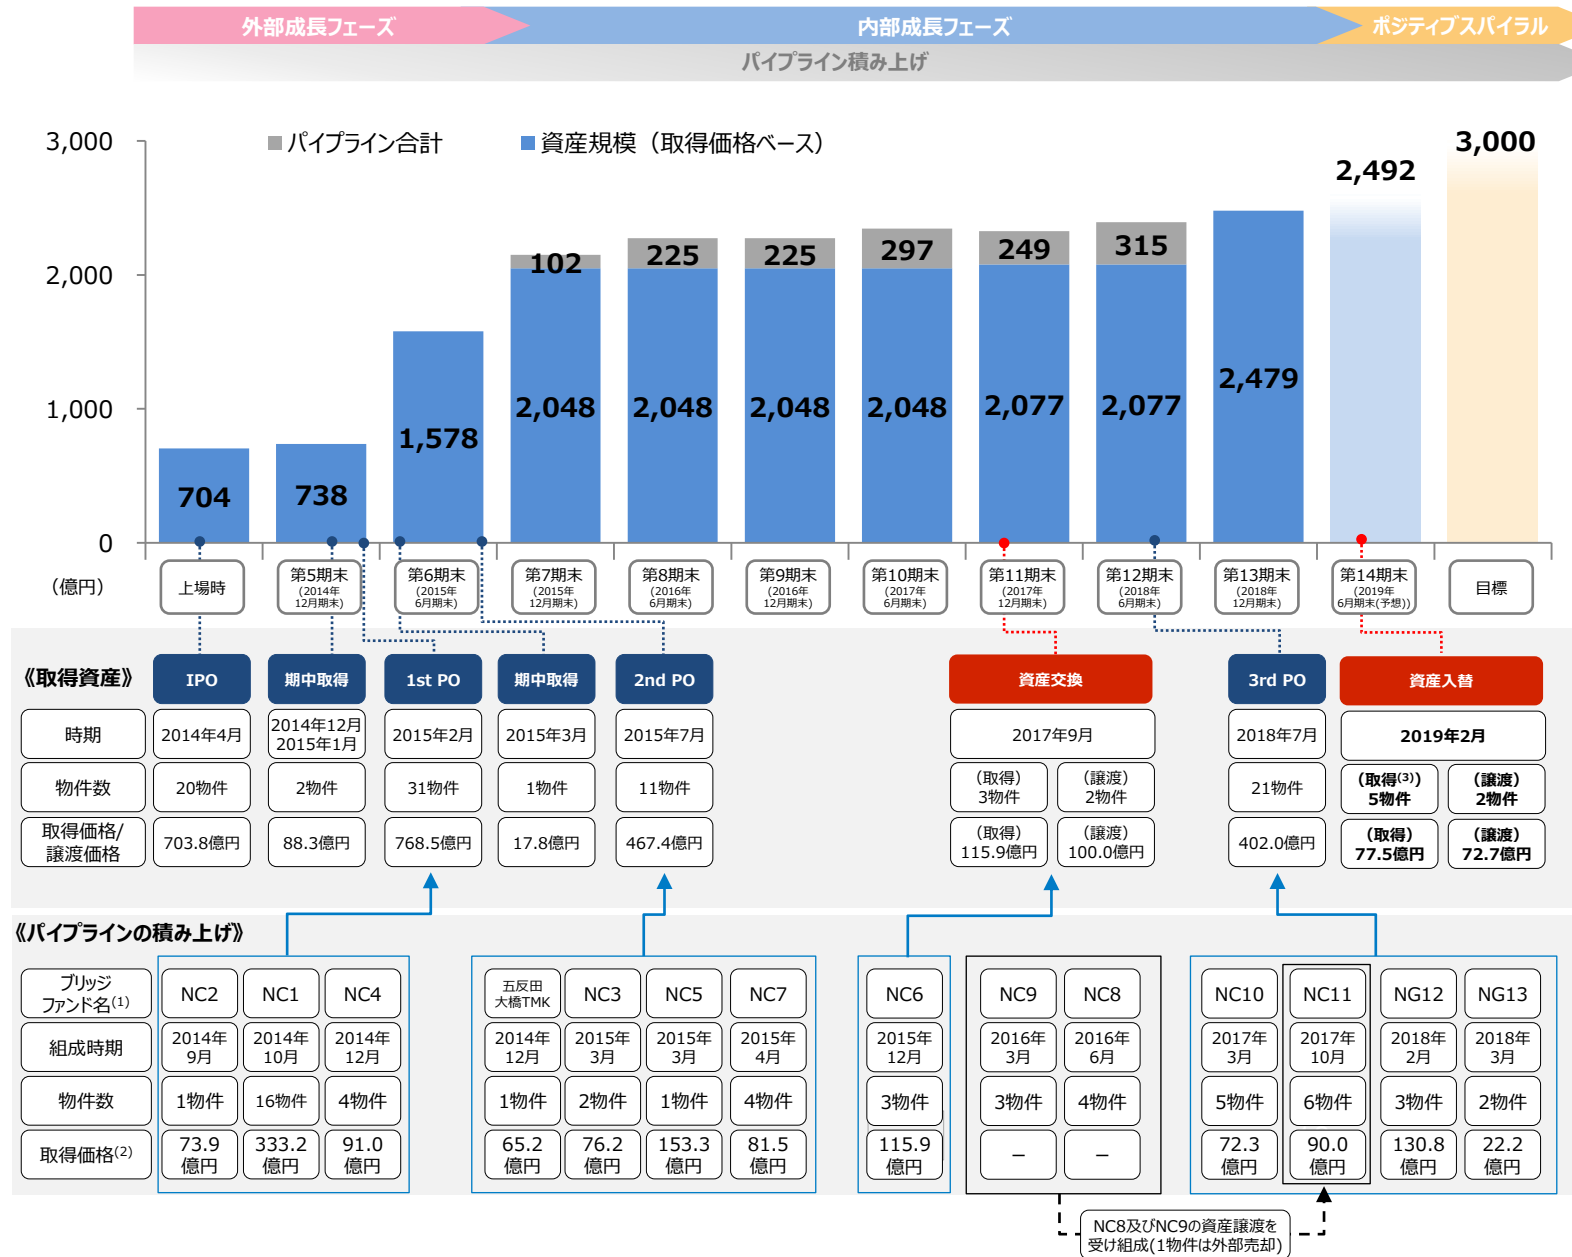 外部成長フェーズ
内部成長フェーズ
ポジティブスパイラル
パイプライン積み上げ
パイプライン合計
資産規模（取得価格ベース）
3,000
2,000
1,000
0
（億円）
704
738
1,578
102
2,048
225
2,048
225
2,048
297
2,048
249
2,077
315
2,077
2,479
2,492
3,000
上場時
第5期末
(2014年
12月期末)
第6期末
(2015年
6月期末)
第7期末
(2015年
12月期末)
第8期末
(2016年
6月期末)
第9期末
(2016年
12月期末)
第10期末
(2017年
6月期末)
第11期末
(2017年
12月期末)
第12期末
(2018年
6月期末)
第13期末
(2018年
12月期末)
第14期末
(2019年
6月期末(予想))
目標
《取得資産》
IPO
期中取得
1st PO
期中取得
2nd PO
資産交換
3rd PO
資産入替
時期
2014年4月
2014年12月
2015年1月
2015年2月
2015年3月
2015年7月
2017年9月
2018年7月
2019年2月
物件数
20物件
2物件
31物件
1物件
11物件
（取得）
3物件
（譲渡）
2物件
21物件
（取得(3)）
5物件
（譲渡）
2物件
取得価格/
譲渡価格
703.8億円
88.3億円
768.5億円
17.8億円
467.4億円
（取得）
115.9億円
（譲渡）
100.0億円
402.0億円
（取得）
77.5億円
（譲渡）
72.7億円
《パイプラインの積み上げ》
ブリッジ
ファンド名(1)
NC2
NC1
NC4
五反田
大橋TMK
NC3
NC5
NC7
NC6
NC9
NC8
NC10
NC11
NG12
NG13
組成時期
2014年
9月
2014年
10月
2014年
12月
2014年
12月
2015年
3月
2015年
3月
2015年
4月
2015年
12月
2016年
3月
2016年
6月
2017年
3月
2017年
10月
2018年
2月
2018年
3月
物件数
1物件
16物件
4物件
1物件
2物件
1物件
4物件
3物件
3物件
4物件
5物件
6物件
3物件
2物件
取得価格(2)
73.9
億円
333.2
億円
91.0
億円
65.2
億円
76.2
億円
153.3
億円
81.5
億円
115.9
億円
–
–
72.3
億円
90.0
億円
130.8
億円
22.2
億円
NC8及びNC9の資産譲渡を
受け組成(1物件は外部売却)